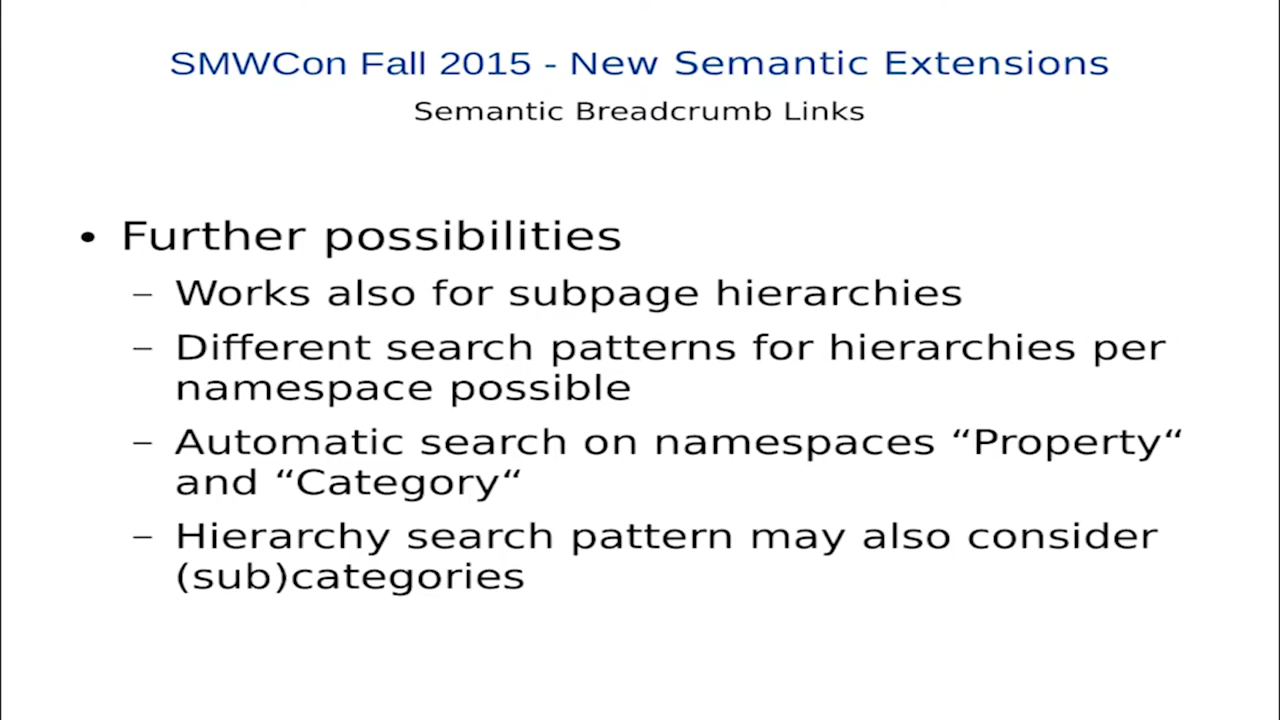 SMWCon Fall 2015 - New Semantic Extensions
Semantic Breadcrumb Links
• Further possibilities
– Works also for subpage hierarchies
– Different search patterns for hierarchies per
namespace possible
– Automatic search on namespaces “Property“
and “Category“
– Hierarchy search pattern may also consider
(sub)categories